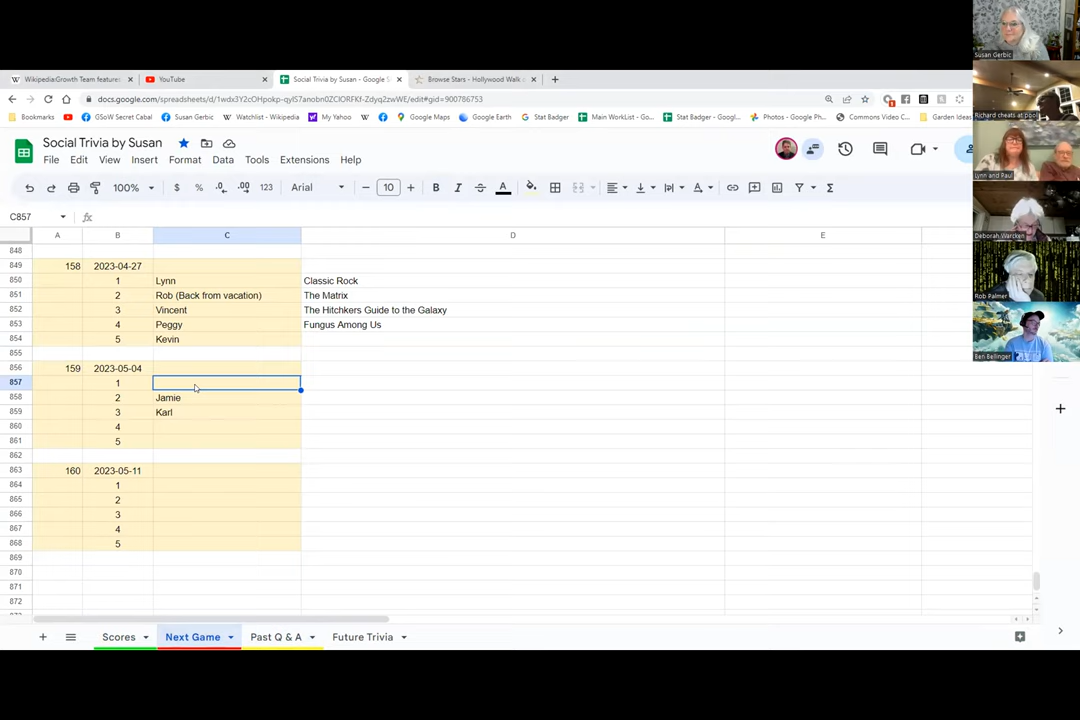 Wikipedia:Growth Team feature
YouTube
Social Trivia by Susan - Google S
Browse Stars - Hollywood Walk
docs.google.com/spreadsheets/d/
Bookmarks
GSoW Secret Cabal
Susan Gerbic
Watchlist - Wikipedia
My Yahoo
Google Maps
Google Earth
Stat Badger
Main WorkList - Go...
Stat Badger - Googl...
Photos - Google Ph...
Commons Video C...
Garden Ideas
Social Trivia by Susan
File Edit View Insert Format Data Tools Extensions Help
100% $ % .0 .00 123 Arial 10 B I A
C857 fx
A B C D E
848
849 158 2023-04-27
850 1 Lynn Classic Rock
851 2 Rob (Back from vacation) The Matrix
852 3 Vincent The Hitchkers Guide to the Galaxy
853 4 Peggy Fungus Among Us
854 5 Kevin
855
856 159 2023-05-04
857 1
858 2 Jamie
859 3 Karl
860 4
861 5
862
863 160 2023-05-11
864 1
865 2
866 3
867 4
868 5
869
870
871
872
Scores Next Game Past Q & A Future Trivia
Susan Gerbic
Richard cheats at pool
Lynn and Paul
Deborah Warcken
Rob Palmer
Ben Bellinger